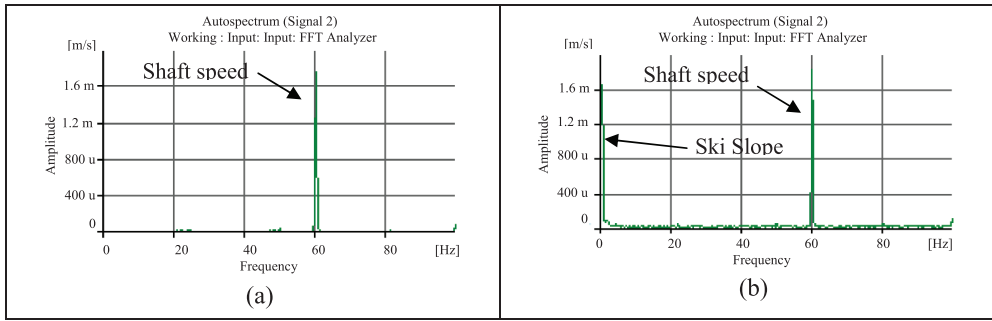 Autospectrum (Signal 2)
Working : Input: Input: FFT Analyzer
[m/s]
Shaft speed
1.6 m
1.2 m
800 u
400 u
0
Amplitude
0 20 40 60 80 [Hz]
Frequency
(a)
Autospectrum (Signal 2)
Working : Input: Input: FFT Analyzer
[m/s]
Shaft speed
1.6 m
1.2 m
Ski Slope
800 u
400 u
0
Amplitude
0 20 40 60 80 [Hz]
Frequency
(b)